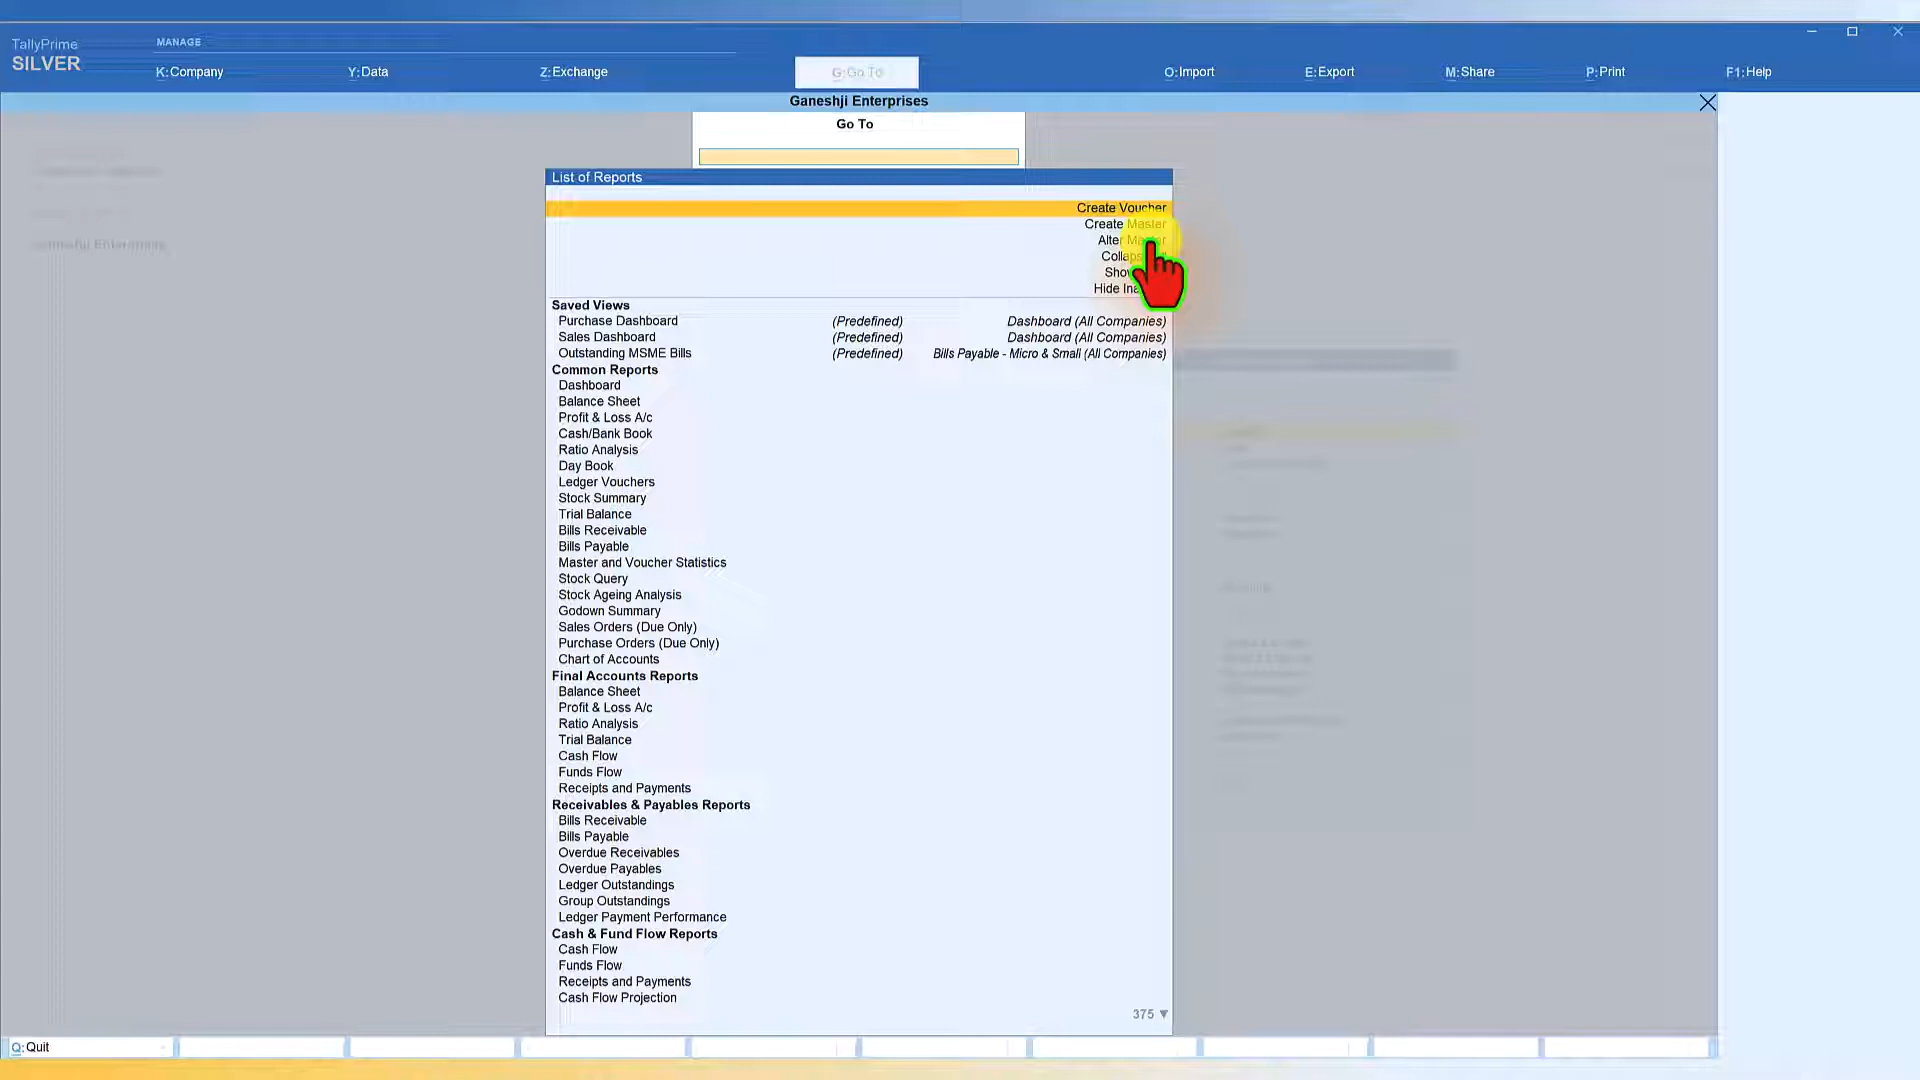 TallyPrime
SILVER
MANAGE
K:Company
Y:Data
Z:Exchange
G:Go To
O:Import
E:Export
M:Share
P:Print
F1:Help
Ganeshji Enterprises
Go To
List of Reports
Create Voucher
Create Master
Alter Master
Saved Views
Purchase Dashboard (Predefined) Dashboard (All Companies)
Sales Dashboard (Predefined) Dashboard (All Companies)
Outstanding MSME Bills (Predefined) Bills Payable - Micro & Small (All Companies)
Common Reports
Dashboard
Balance Sheet
Profit & Loss A/c
Cash/Bank Book
Ratio Analysis
Day Book
Ledger Vouchers
Stock Summary
Trial Balance
Bills Receivable
Bills Payable
Master and Voucher Statistics
Stock Query
Stock Ageing Analysis
Godown Summary
Sales Orders (Due Only)
Purchase Orders (Due Only)
Chart of Accounts
Final Accounts Reports
Balance Sheet
Profit & Loss A/c
Ratio Analysis
Trial Balance
Cash Flow
Funds Flow
Receipts and Payments
Receivables & Payables Reports
Bills Receivable
Bills Payable
Overdue Receivables
Overdue Payables
Ledger Outstandings
Group Outstandings
Ledger Payment Performance
Cash & Fund Flow Reports
Cash Flow
Funds Flow
Receipts and Payments
Cash Flow Projection
375 ▼
Q:Quit